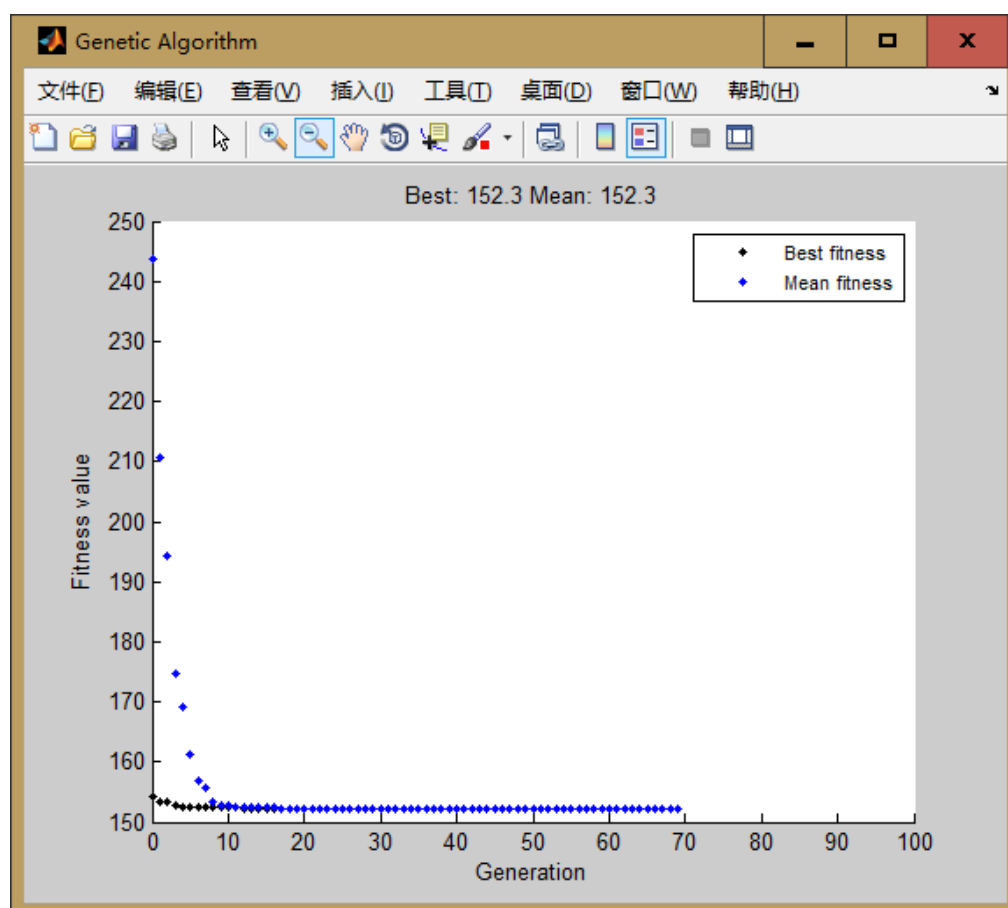 Genetic Algorithm
文件(F) 编辑(E) 查看(V) 插入(I) 工具(T) 桌面(D) 窗口(W) 帮助(H)
Best: 152.3 Mean: 152.3
Best fitness
Mean fitness
250
240
230
220
210
200
190
180
170
160
150
Fitness value
0 10 20 30 40 50 60 70 80 90 100
Generation